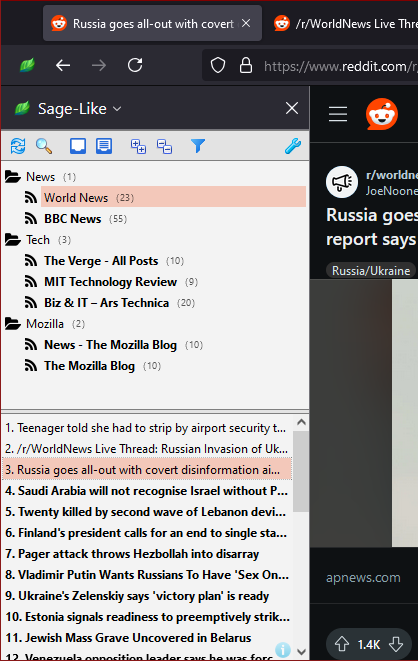 Russia goes all-out with covert
/r/WorldNews Live Thre
https://www.reddit.com/r
Sage-Like
r/worldne
JoeNoone
Russia goes
report says
Russia/Ukraine
News (1)
World News (23)
BBC News (55)
Tech (3)
The Verge - All Posts (10)
MIT Technology Review (9)
Biz & IT – Ars Technica (20)
Mozilla (2)
News - The Mozilla Blog (10)
The Mozilla Blog (10)
1. Teenager told she had to strip by airport security t...
2. /r/WorldNews Live Thread: Russian Invasion of Uk...
3. Russia goes all-out with covert disinformation ai...
4. Saudi Arabia will not recognise Israel without P...
5. Twenty killed by second wave of Lebanon devi...
6. Finland's president calls for an end to single sta...
7. Pager attack throws Hezbollah into disarray
8. Vladimir Putin Wants Russians To Have 'Sex On...
9. Ukraine's Zelenskiy says 'victory plan' is ready
10. Estonia signals readiness to preemptively strik...
11. Jewish Mass Grave Uncovered in Belarus
12. Venezuela opposition leader says he was forc
apnews.com
1.4K